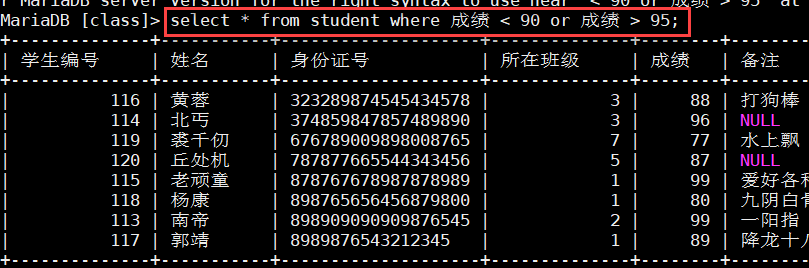 r MariaDB server version for the right syntax to use near '< 90 or 成绩 > 95' at
MariaDB [class]> select * from student where 成绩 < 90 or 成绩 > 95;
+--------------+-----------+--------------------+--------------+--------+--------
| 学生编号 | 姓名 | 身份证号 | 所在班级 | 成绩 | 备注
+--------------+-----------+--------------------+--------------+--------+--------
| 116 | 黄蓉 | 323289874545434578 | 3 | 88 | 打狗棒
| 114 | 北丐 | 374859847857489890 | 3 | 96 | NULL
| 119 | 裘千仞 | 676789009898008765 | 7 | 77 | 水上飘
| 120 | 丘处机 | 787877665544343456 | 5 | 87 | NULL
| 115 | 老顽童 | 878767678987878989 | 1 | 99 | 爱好各种
| 118 | 杨康 | 898765656456879800 | 1 | 80 | 九阴白骨
| 113 | 南帝 | 898909090909876545 | 2 | 99 | 一阳指
| 117 | 郭靖 | 8989876543212345 | 1 | 89 | 降龙十八
+--------------+-----------+--------------------+--------------+--------+--------